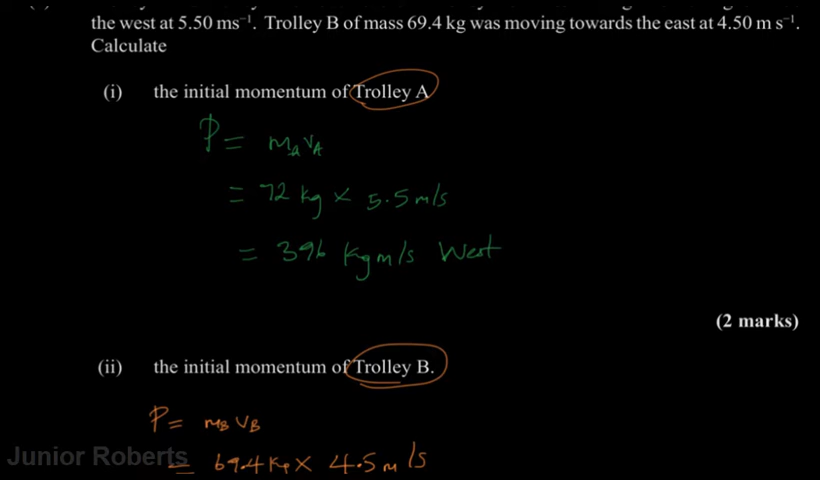 the west at 5.50 ms⁻¹. Trolley B of mass 69.4 kg was moving towards the east at 4.50 m s⁻¹.
Calculate
(i) the initial momentum of Trolley A
P = mₐvA
= 72 kg × 5.5 m/s
= 396 kgm/s West
(2 marks)
(ii) the initial momentum of Trolley B.
P = mB vB
= 69.4 kg × 4.5 m/s
Junior Roberts